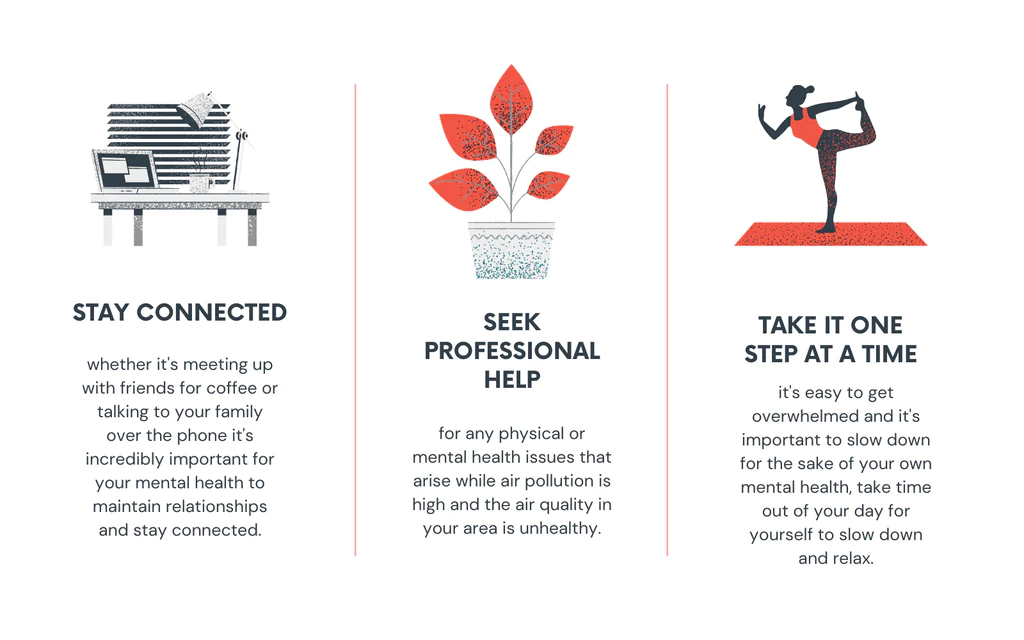 STAY CONNECTED
whether it's meeting up
with friends for coffee or
talking to your family
over the phone it's
incredibly important for
your mental health to
maintain relationships
and stay connected.
SEEK
PROFESSIONAL
HELP
for any physical or
mental health issues that
arise while air pollution is
high and the air quality in
your area is unhealthy.
TAKE IT ONE
STEP AT A TIME
it's easy to get
overwhelmed and it's
important to slow down
for the sake of your own
mental health, take time
out of your day for
yourself to slow down
and relax.